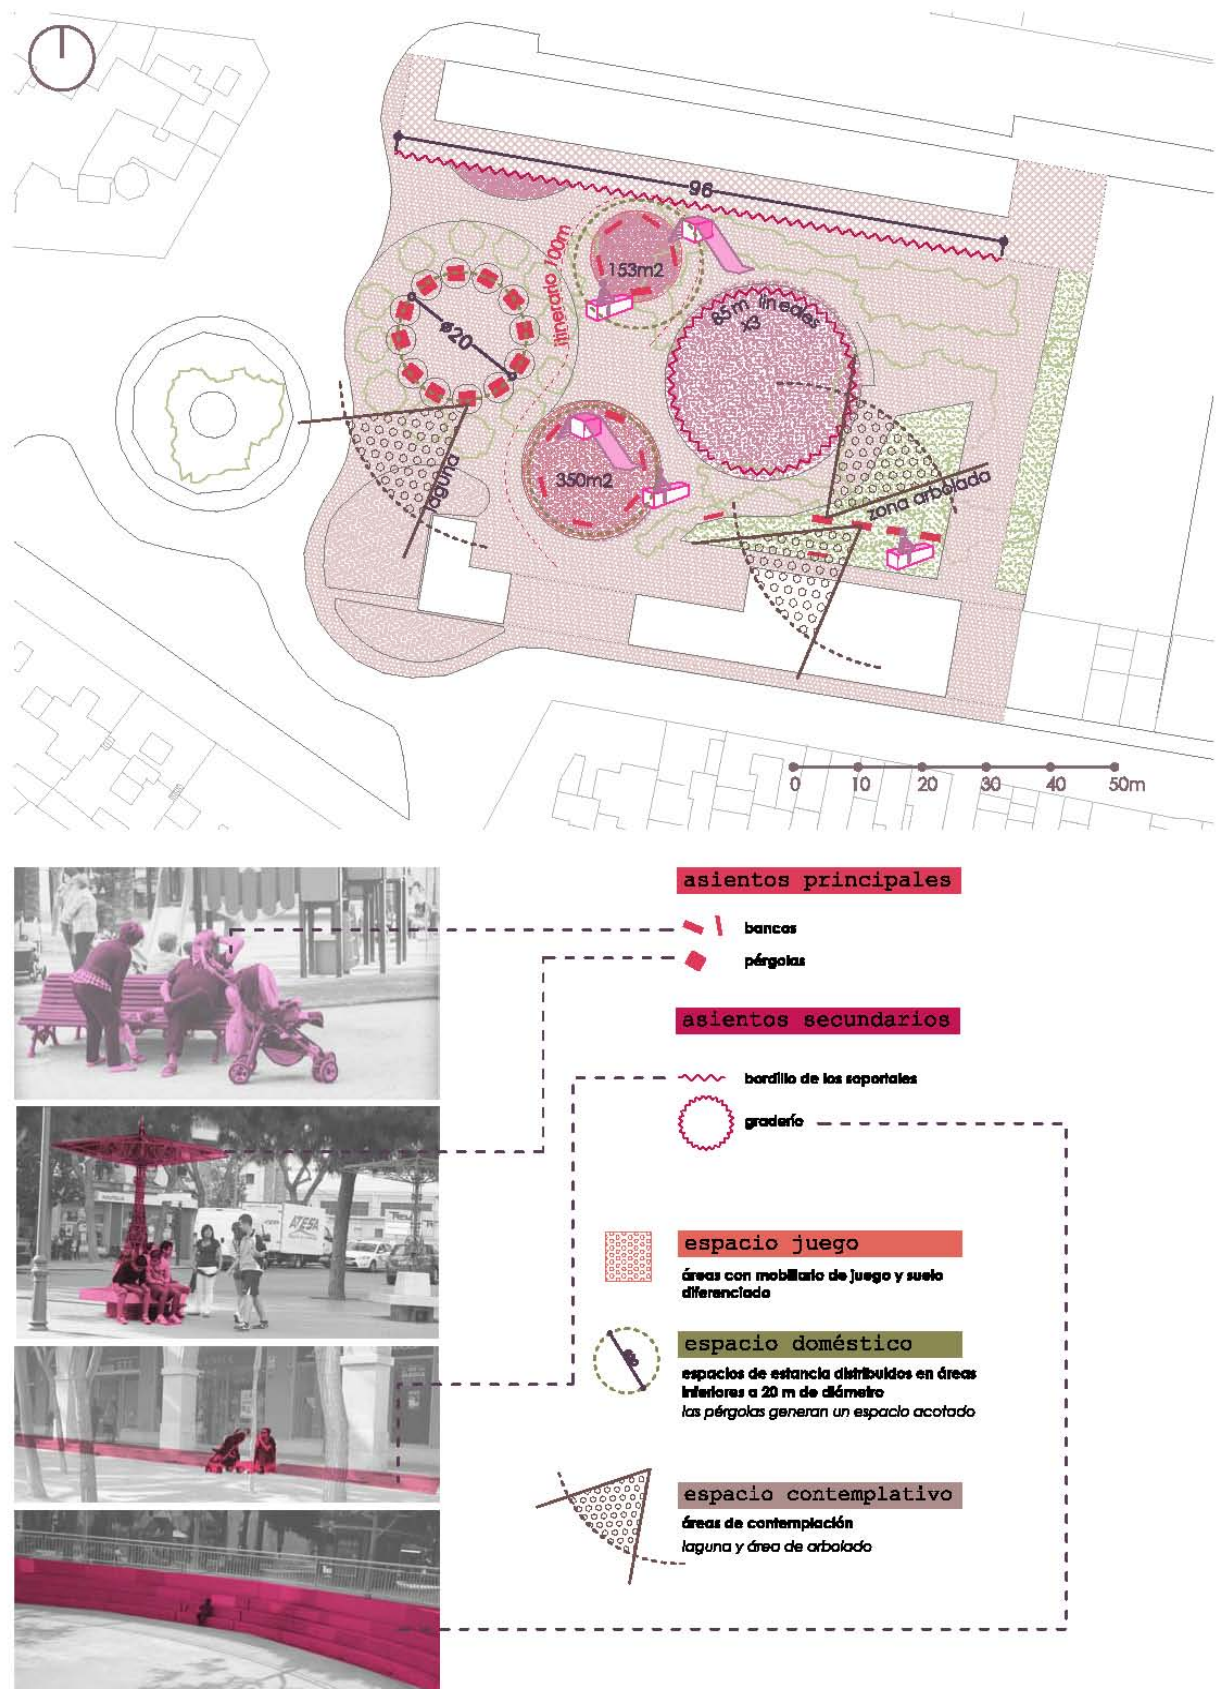 96
itinerario 100m
153m2
85m lineales
x3
ø20
350m2
laguna
zona arbolada
0 10 20 30 40 50m
asientos principales
bancos
pérgolas
asientos secundarios
bordillo de los soportales
graderío
ATESA
espacio juego
áreas con mobiliario de juego y suelo
diferenciado
espacio doméstico
espacios de estancia distribuidos en áreas
inferiores a 20 m de diámetro
las pérgolas generan un espacio acotado
espacio contemplativo
áreas de contemplación
laguna y área de arbolado